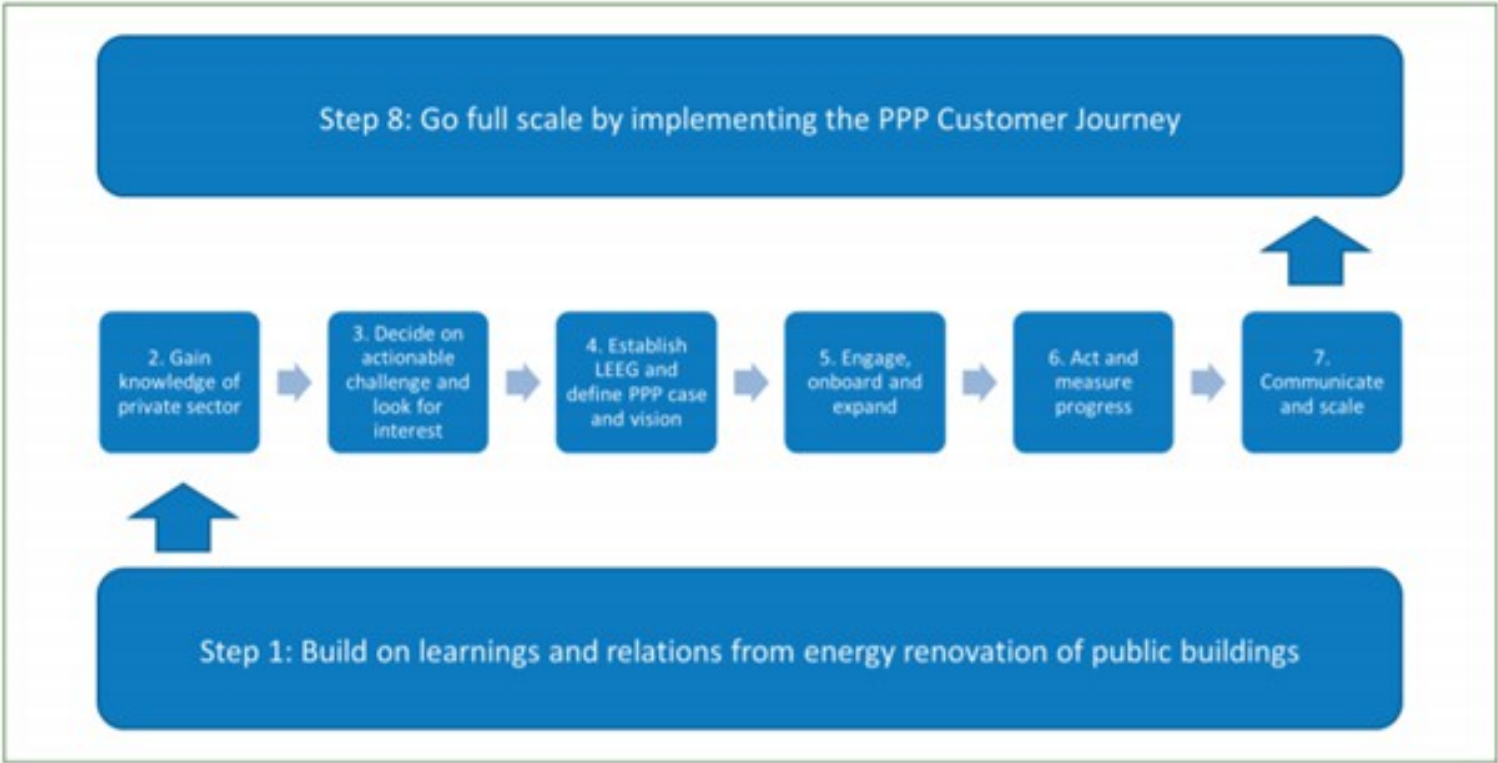 Step 8: Go full scale by implementing the PPP Customer Journey
2. Gain
knowledge of
private sector
3. Decide on
actionable
challenge and
look for
interest
4. Establish
LEEG and
define PPP case
and vision
5. Engage,
onboard and
expand
6. Act and
measure
progress
7.
Communicate
and scale
Step 1: Build on learnings and relations from energy renovation of public buildings